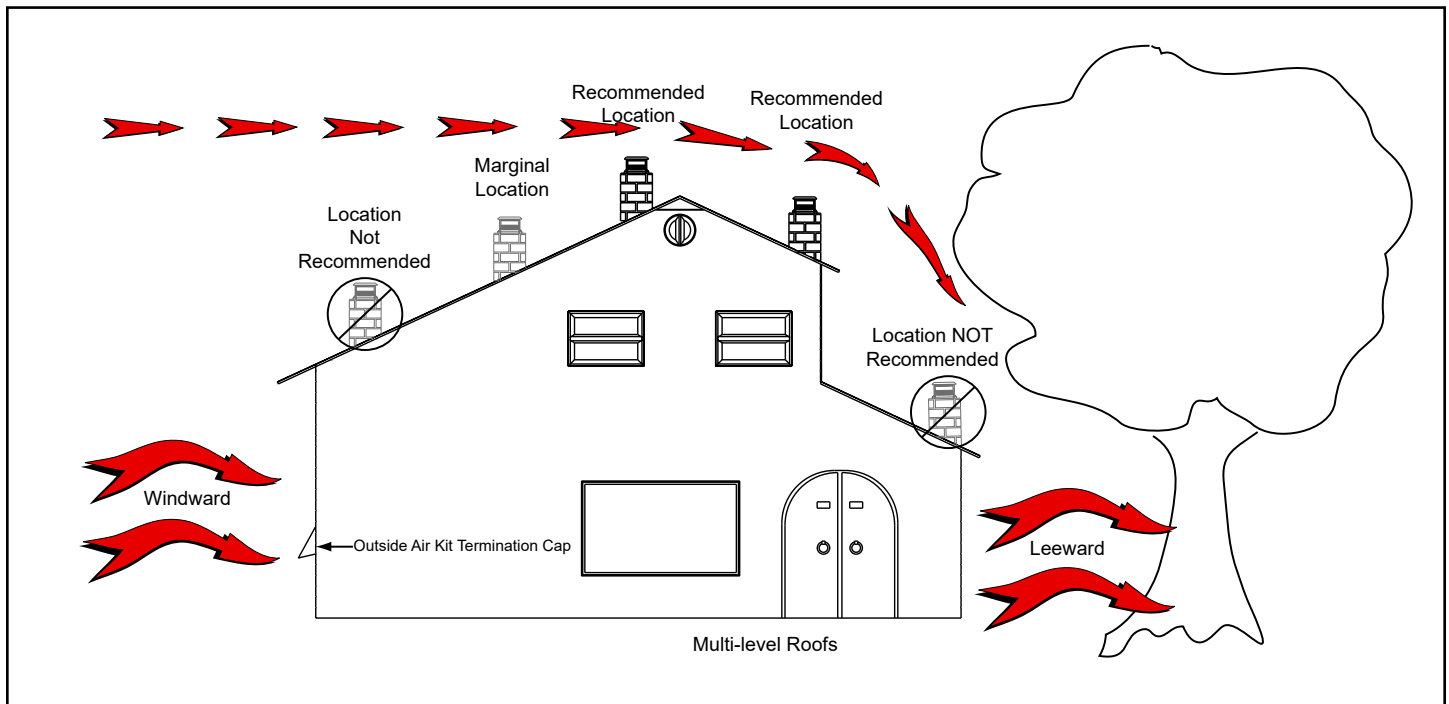 Recommended
Location
Recommended
Location
Marginal
Location
Location
Not
Recommended
Location NOT
Recommended
Windward
Outside Air Kit Termination Cap
Leeward
Multi-level Roofs